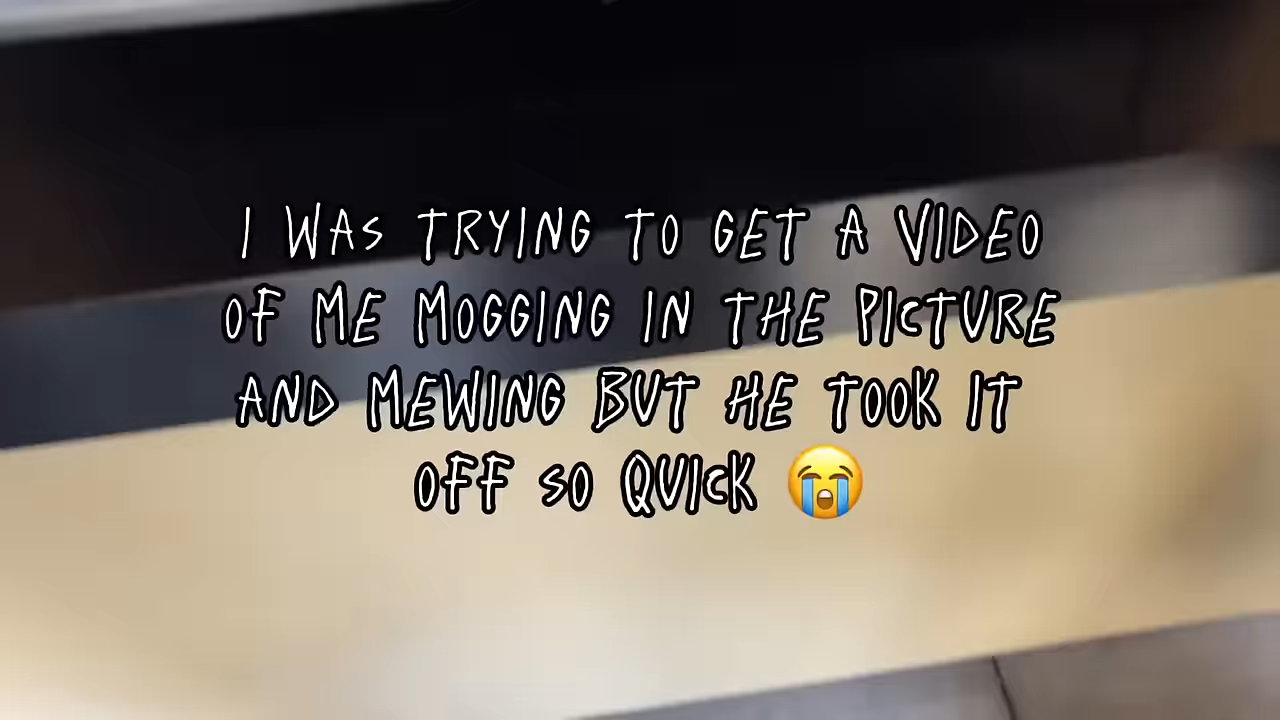 I WAS TRYING TO GET A VIDEO
OF ME MOGGING IN THE PICTURE
AND MEWING BUT HE TOOK IT
OFF SO QUICK 😭